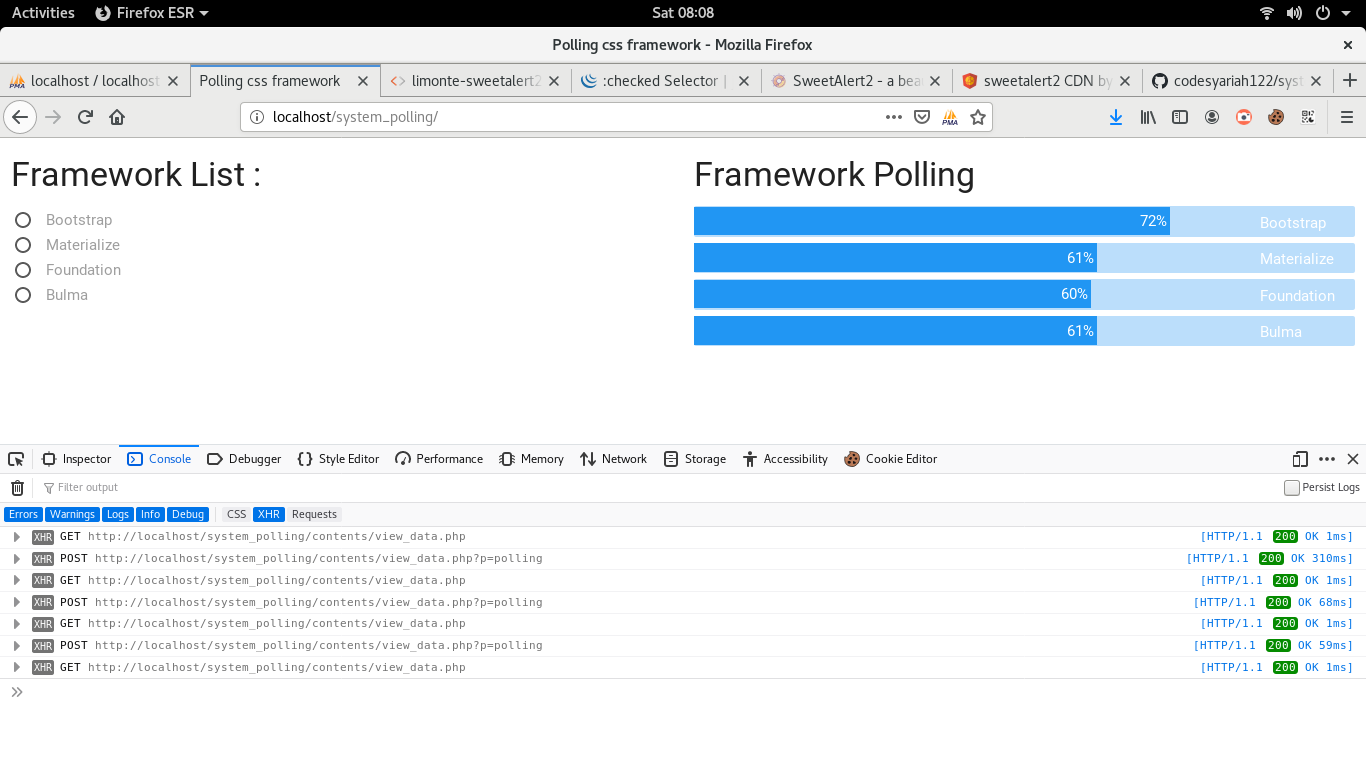 Activities Firefox ESR Sat 08:08
Polling css framework - Mozilla Firefox
PMA localhost / localhost Polling css framework limonte-sweetalert2 :checked Selector | SweetAlert2 - a bea sweetalert2 CDN by codesyariah122/syst
localhost/system_polling/ PMA
Framework List :
Bootstrap
Materialize
Foundation
Bulma
Framework Polling
72% Bootstrap
61% Materialize
60% Foundation
61% Bulma
Inspector Console Debugger Style Editor Performance Memory Network Storage Accessibility Cookie Editor
Filter output Persist Logs
Errors Warnings Logs Info Debug CSS XHR Requests
XHR GET http://localhost/system_polling/contents/view_data.php [HTTP/1.1 200 OK 1ms]
XHR POST http://localhost/system_polling/contents/view_data.php?p=polling [HTTP/1.1 200 OK 310ms]
XHR GET http://localhost/system_polling/contents/view_data.php [HTTP/1.1 200 OK 1ms]
XHR POST http://localhost/system_polling/contents/view_data.php?p=polling [HTTP/1.1 200 OK 68ms]
XHR GET http://localhost/system_polling/contents/view_data.php [HTTP/1.1 200 OK 1ms]
XHR POST http://localhost/system_polling/contents/view_data.php?p=polling [HTTP/1.1 200 OK 59ms]
XHR GET http://localhost/system_polling/contents/view_data.php [HTTP/1.1 200 OK 1ms]